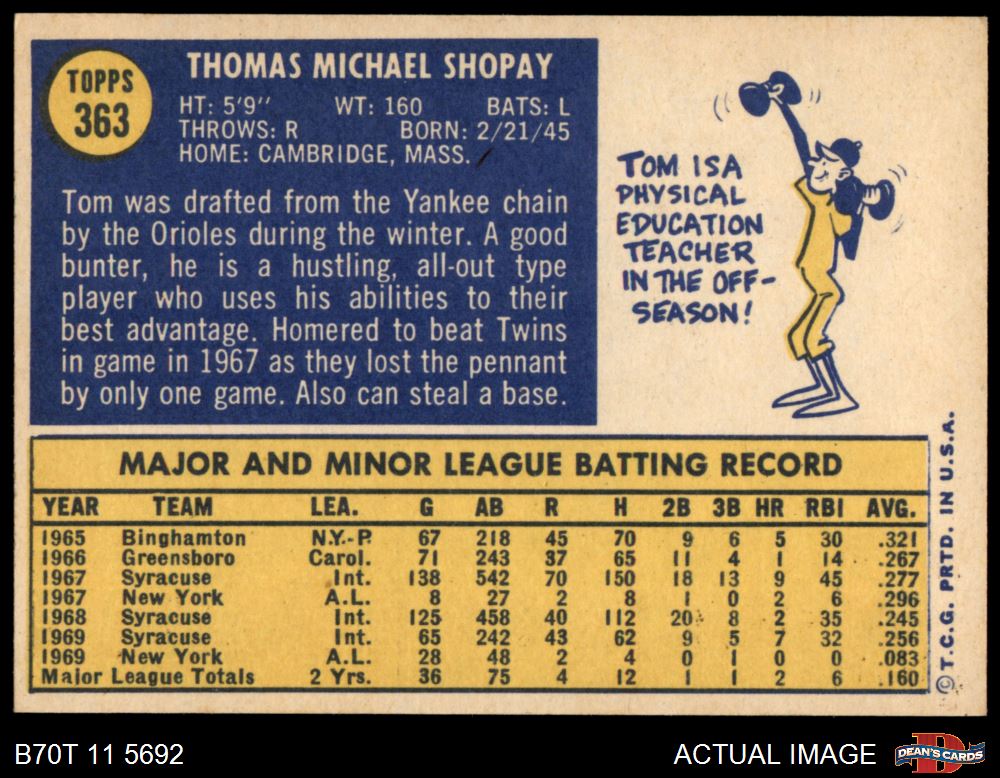 TOPPS
363
THOMAS MICHAEL SHOPAY
HT: 5'9" WT: 160 BATS: L
THROWS: R BORN: 2/21/45
HOME: CAMBRIDGE, MASS.
Tom was drafted from the Yankee chain
by the Orioles during the winter. A good
bunter, he is a hustling, all-out type
player who uses his abilities to their
best advantage. Homered to beat Twins
in game in 1967 as they lost the pennant
by only one game. Also can steal a base.
TOM IS A
PHYSICAL
EDUCATION
TEACHER
IN THE OFF-
SEASON!
MAJOR AND MINOR LEAGUE BATTING RECORD
YEAR TEAM LEA. G AB R H 2B 3B HR RBI AVG.
1965 Binghamton N.Y.-P. 67 218 45 70 9 6 5 30 .321
1966 Greensboro Carol. 71 243 37 65 11 4 1 14 .267
1967 Syracuse Int. 138 542 70 150 18 13 9 45 .277
1967 New York A.L. 8 27 2 8 1 0 2 6 .296
1968 Syracuse Int. 125 458 40 112 20 8 2 35 .245
1969 Syracuse Int. 65 242 43 62 9 5 7 32 .256
1969 New York A.L. 28 48 2 4 0 1 0 0 .083
Major League Totals 2 Yrs. 36 75 4 12 1 1 2 6 .160
© T.C.G. PRTD. IN U.S.A.
B70T 11 5692
ACTUAL IMAGE
D
DEAN'S CARDS